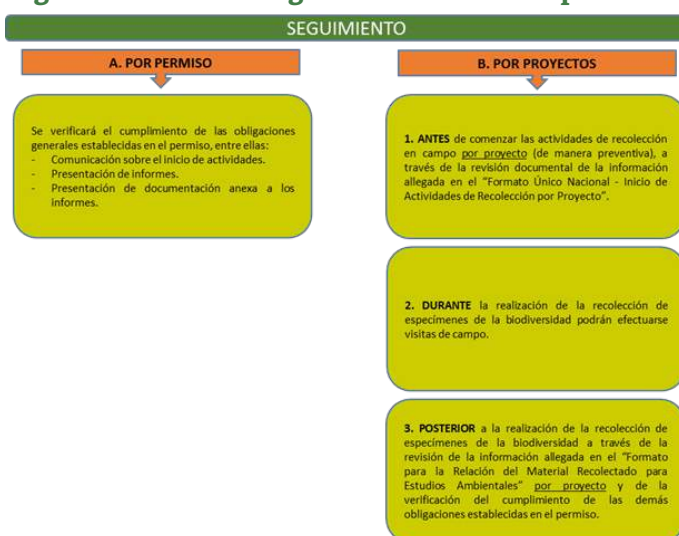 SEGUIMIENTO
A. POR PERMISO
Se verificará el cumplimiento de las obligaciones
generales establecidas en el permiso, entre ellas:
- Comunicación sobre el inicio de actividades.
- Presentación de informes.
- Presentación de documentación anexa a los
informes.
B. POR PROYECTOS
1. ANTES de comenzar las actividades de recolección
en campo por proyecto (de manera preventiva), a
través de la revisión documental de la información
allegada en el "Formato Único Nacional - Inicio de
Actividades de Recolección por Proyecto".
2. DURANTE la realización de la recolección de
especímenes de la biodiversidad podrán efectuarse
visitas de campo.
3. POSTERIOR a la realización de la recolección de
especímenes de la biodiversidad a través de la
revisión de la información allegada en el "Formato
para la Relación del Material Recolectado para
Estudios Ambientales" por proyecto y de la
verificación del cumplimiento de las demás
obligaciones establecidas en el permiso.